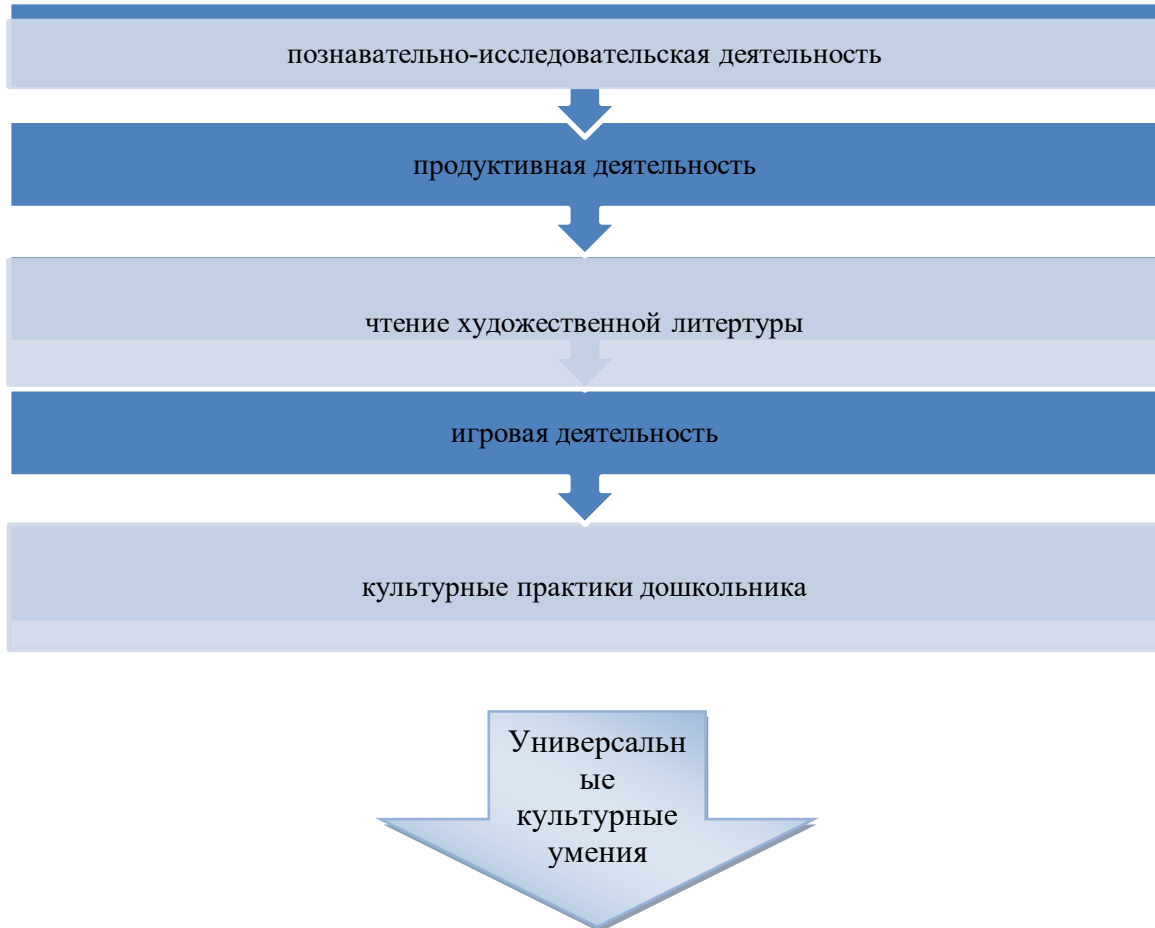 познавательно-исследовательская деятельность
продуктивная деятельность
чтение художественной литертуры
игровая деятельность
культурные практики дошкольника
Универсальн
ые
культурные
умения